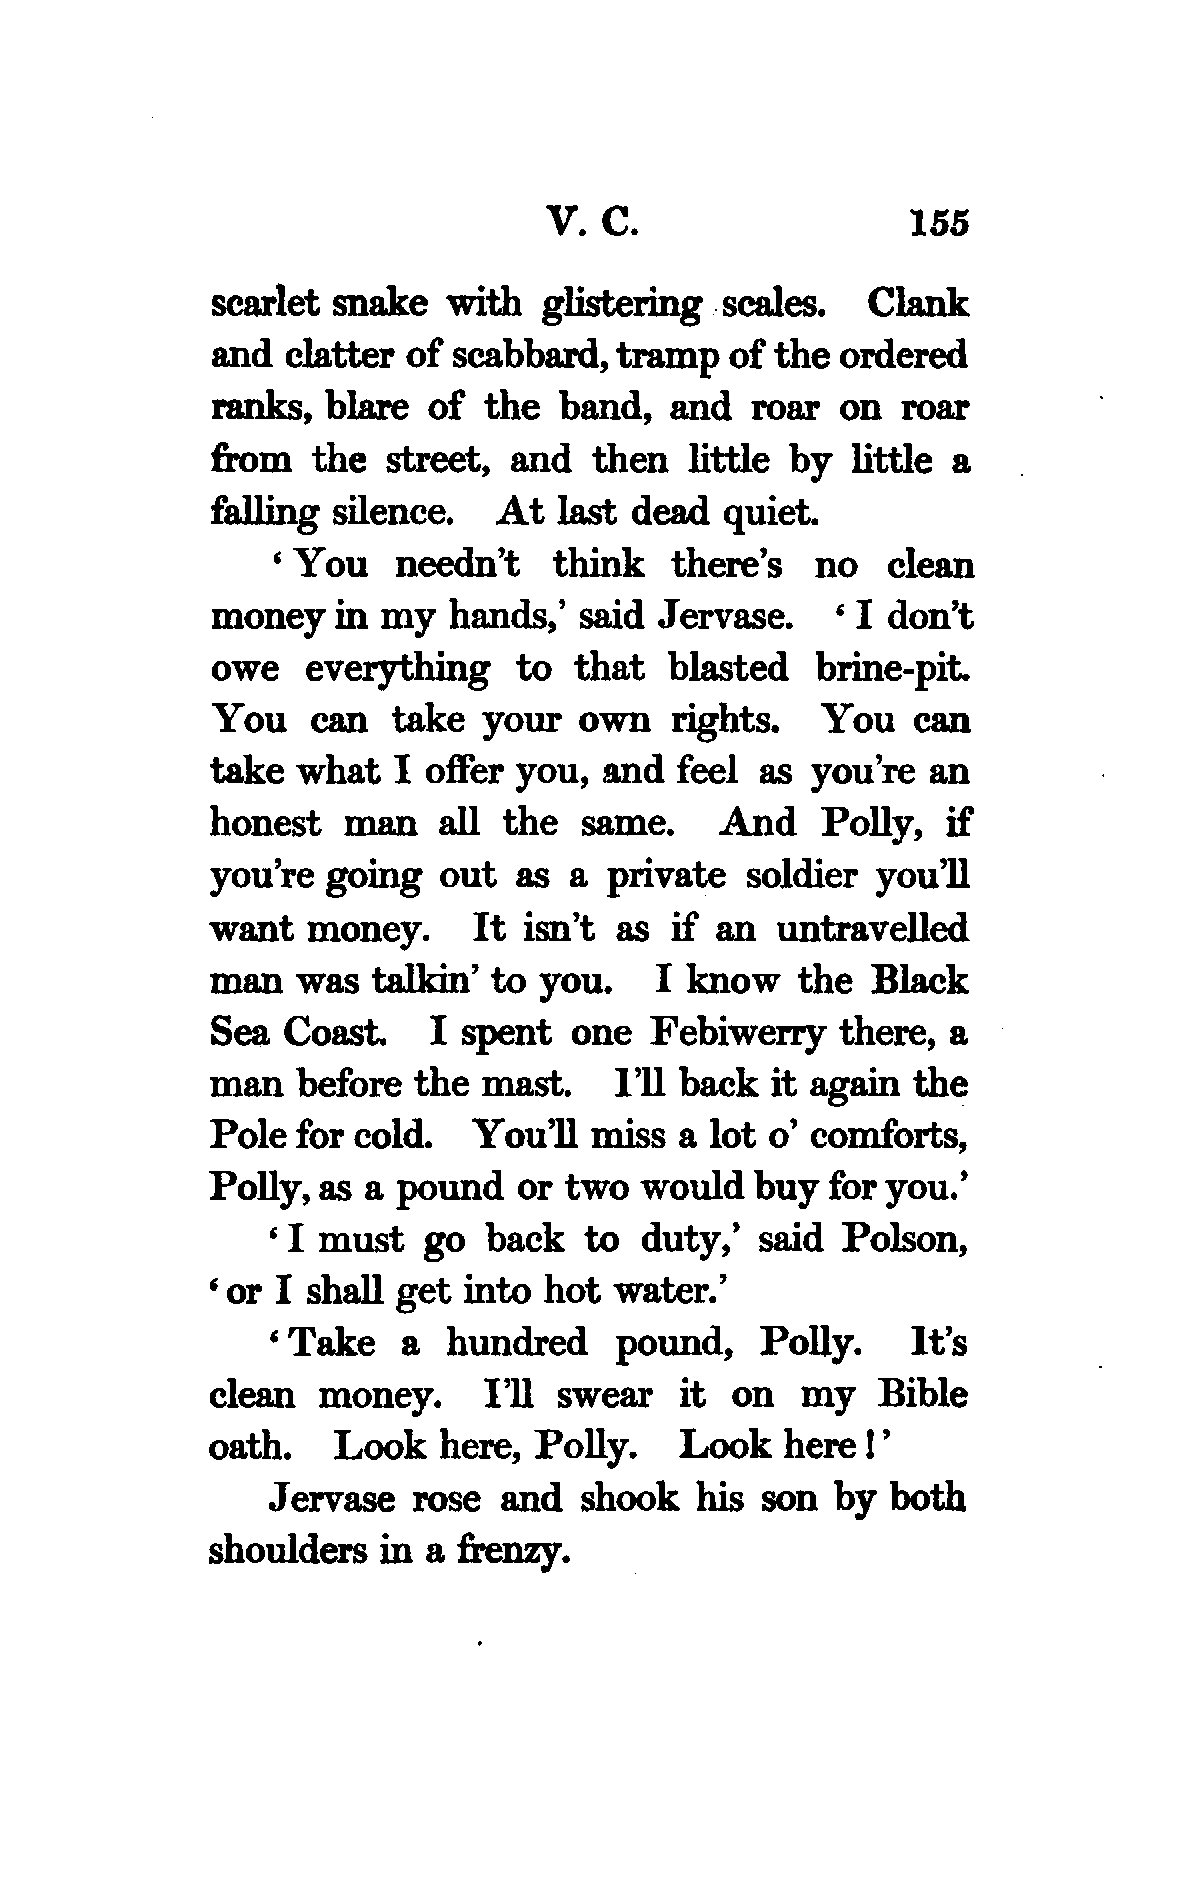 V. C. 155
scarlet snake with glistering scales. Clank
and clatter of scabbard, tramp of the ordered
ranks, blare of the band, and roar on roar
from the street, and then little by little a
falling silence. At last dead quiet.
‘ You needn’t think there’s no clean
money in my hands,’ said Jervase. ‘ I don’t
owe everything to that blasted brine-pit.
You can take your own rights. You can
take what I offer you, and feel as you’re an
honest man all the same. And Polly, if
you’re going out as a private soldier you’ll
want money. It isn’t as if an untravelled
man was talkin’ to you. I know the Black
Sea Coast. I spent one Febiwerry there, a
man before the mast. I’ll back it again the
Pole for cold. You’ll miss a lot o’ comforts,
Polly, as a pound or two would buy for you.’
‘ I must go back to duty,’ said Polson,
‘ or I shall get into hot water.’
‘ Take a hundred pound, Polly. It’s
clean money. I’ll swear it on my Bible
oath. Look here, Polly. Look here ! ’
Jervase rose and shook his son by both
shoulders in a frenzy.